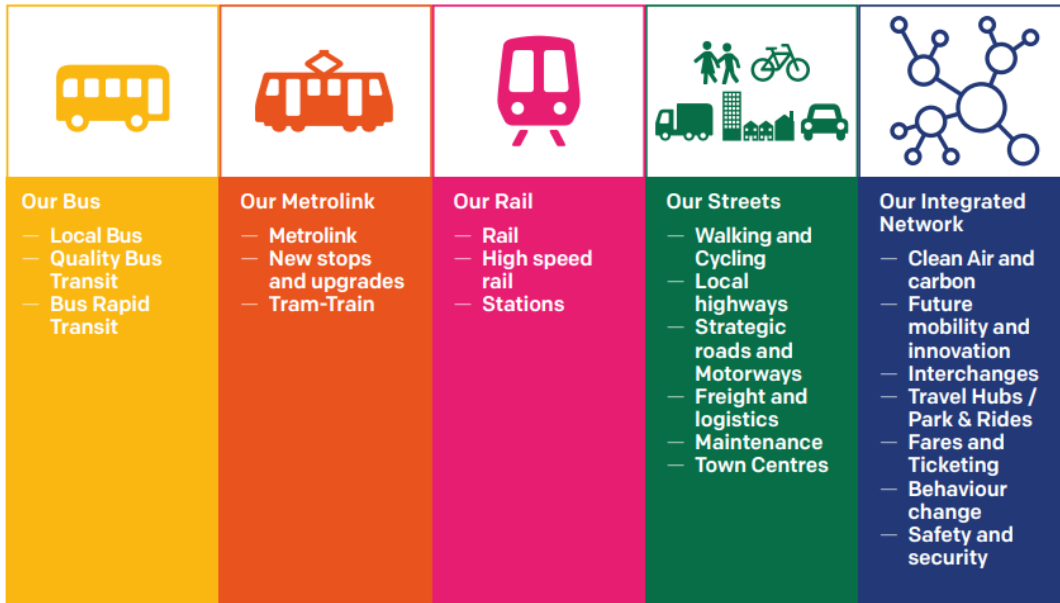 Our Bus
— Local Bus
— Quality Bus
Transit
— Bus Rapid
Transit
Our Metrolink
— Metrolink
— New stops
and upgrades
— Tram-Train
Our Rail
— Rail
— High speed
rail
— Stations
Our Streets
— Walking and
Cycling
— Local
highways
— Strategic
roads and
Motorways
— Freight and
logistics
— Maintenance
— Town Centres
Our Integrated
Network
— Clean Air and
carbon
— Future
mobility and
innovation
— Interchanges
— Travel Hubs /
Park & Rides
— Fares and
Ticketing
— Behaviour
change
— Safety and
security